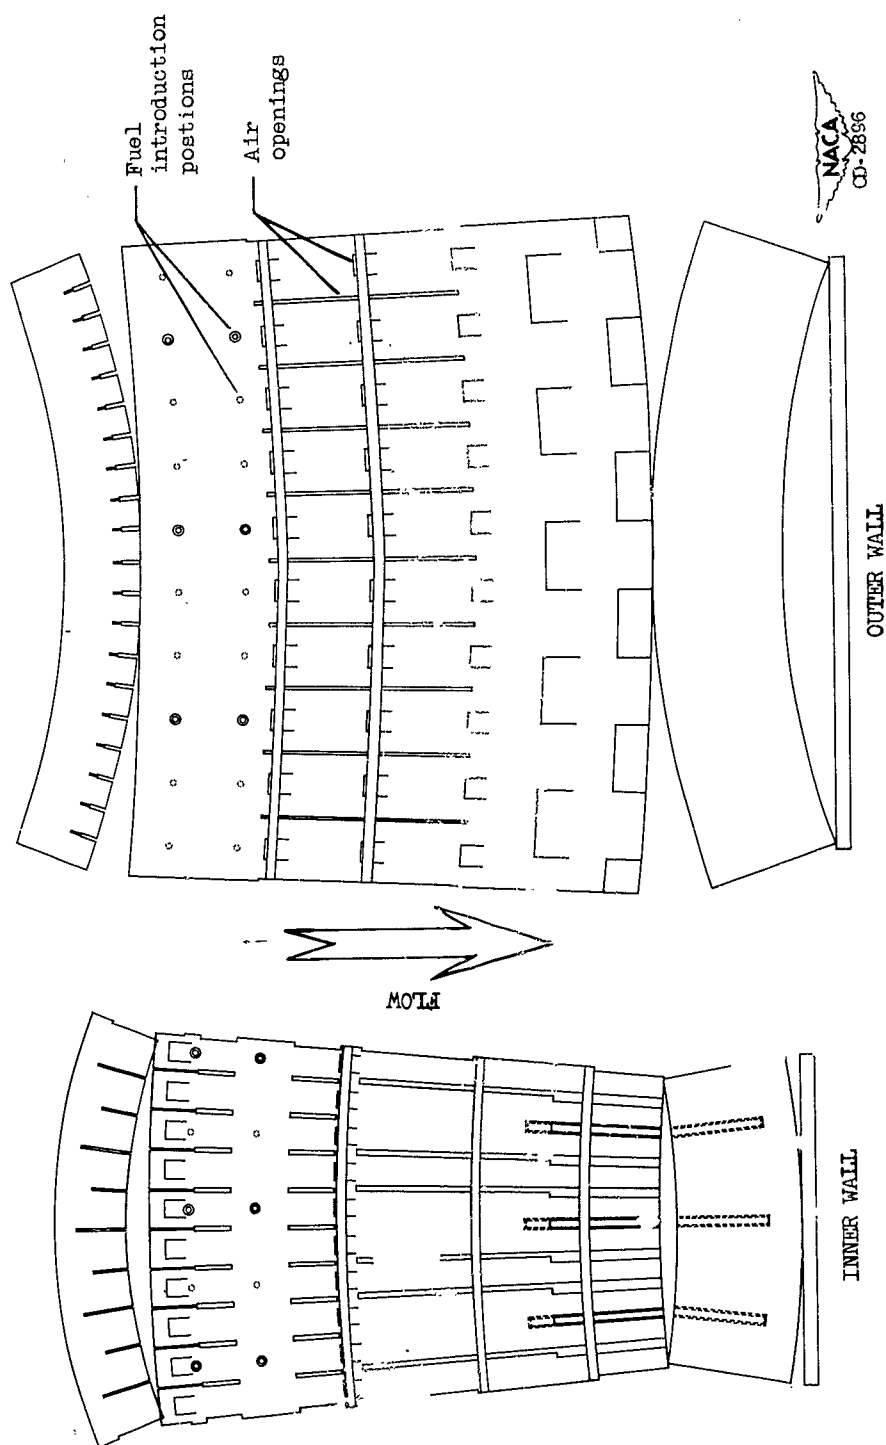 Fuel
introduction
postions
Air
openings
NACA
CD-2896
FLOW
OUTER WALL
INNER WALL